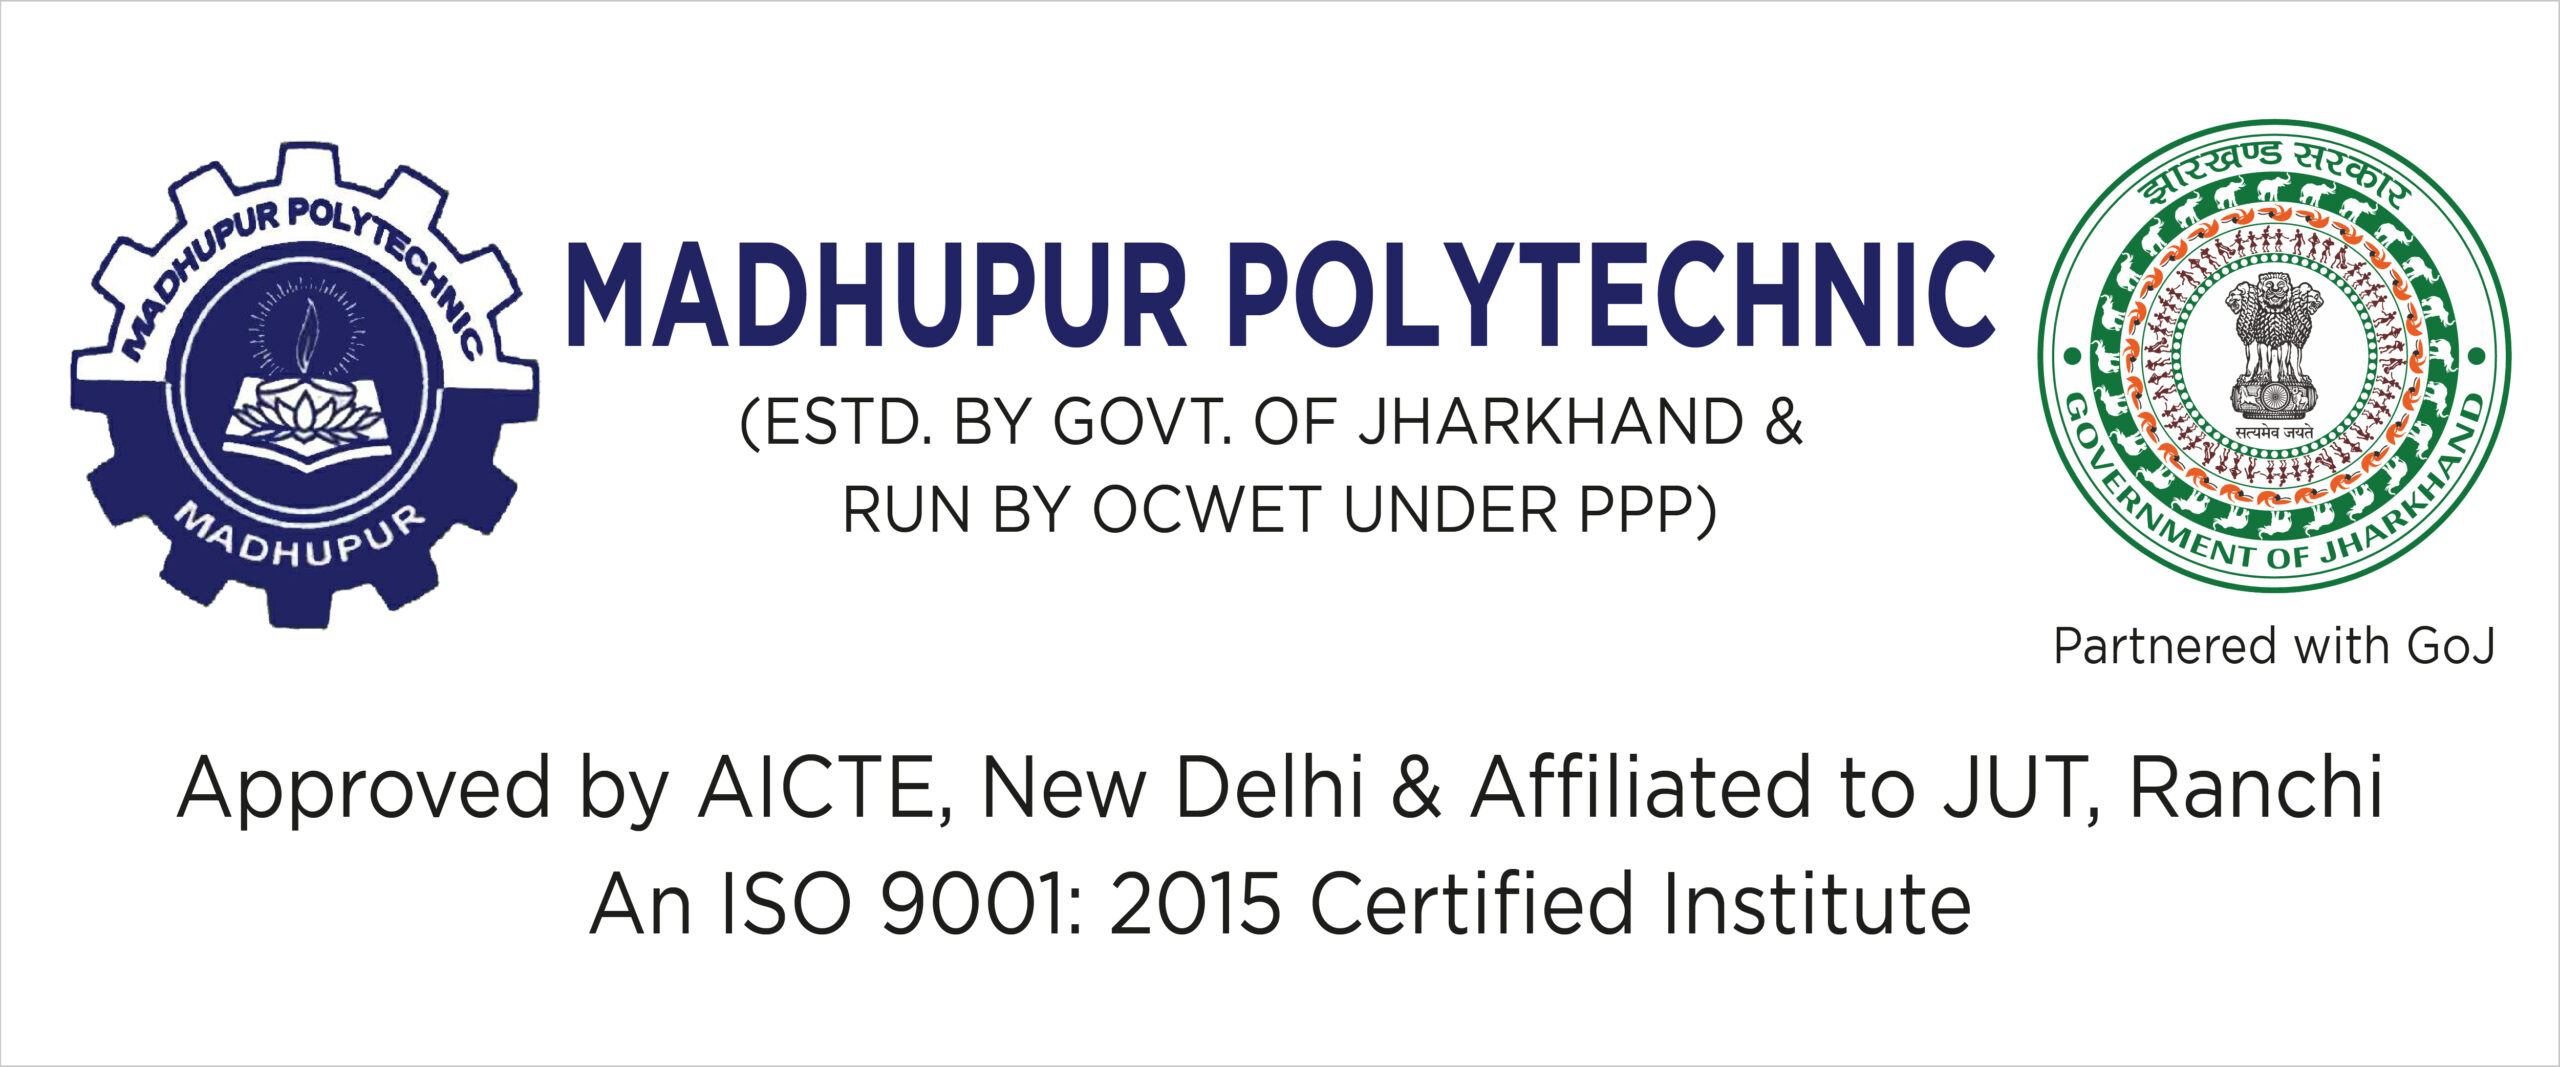 MADHUPUR POLYTECHNIC
MADHUPUR
MADHUPUR POLYTECHNIC
(ESTD. BY GOVT. OF JHARKHAND &
RUN BY OCWET UNDER PPP)
झारखण्ड सरकार
सत्यमेव जयते
GOVERNMENT OF JHARKHAND
Partnered with GoJ
Approved by AICTE, New Delhi & Affiliated to JUT, Ranchi
An ISO 9001: 2015 Certified Institute